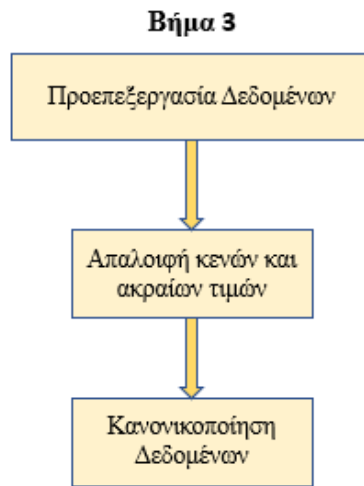 Βήμα 3
Προεπεξεργασία Δεδομένων
Απαλοιφή κενών και
ακραίων τιμών
Κανονικοποίηση
Δεδομένων